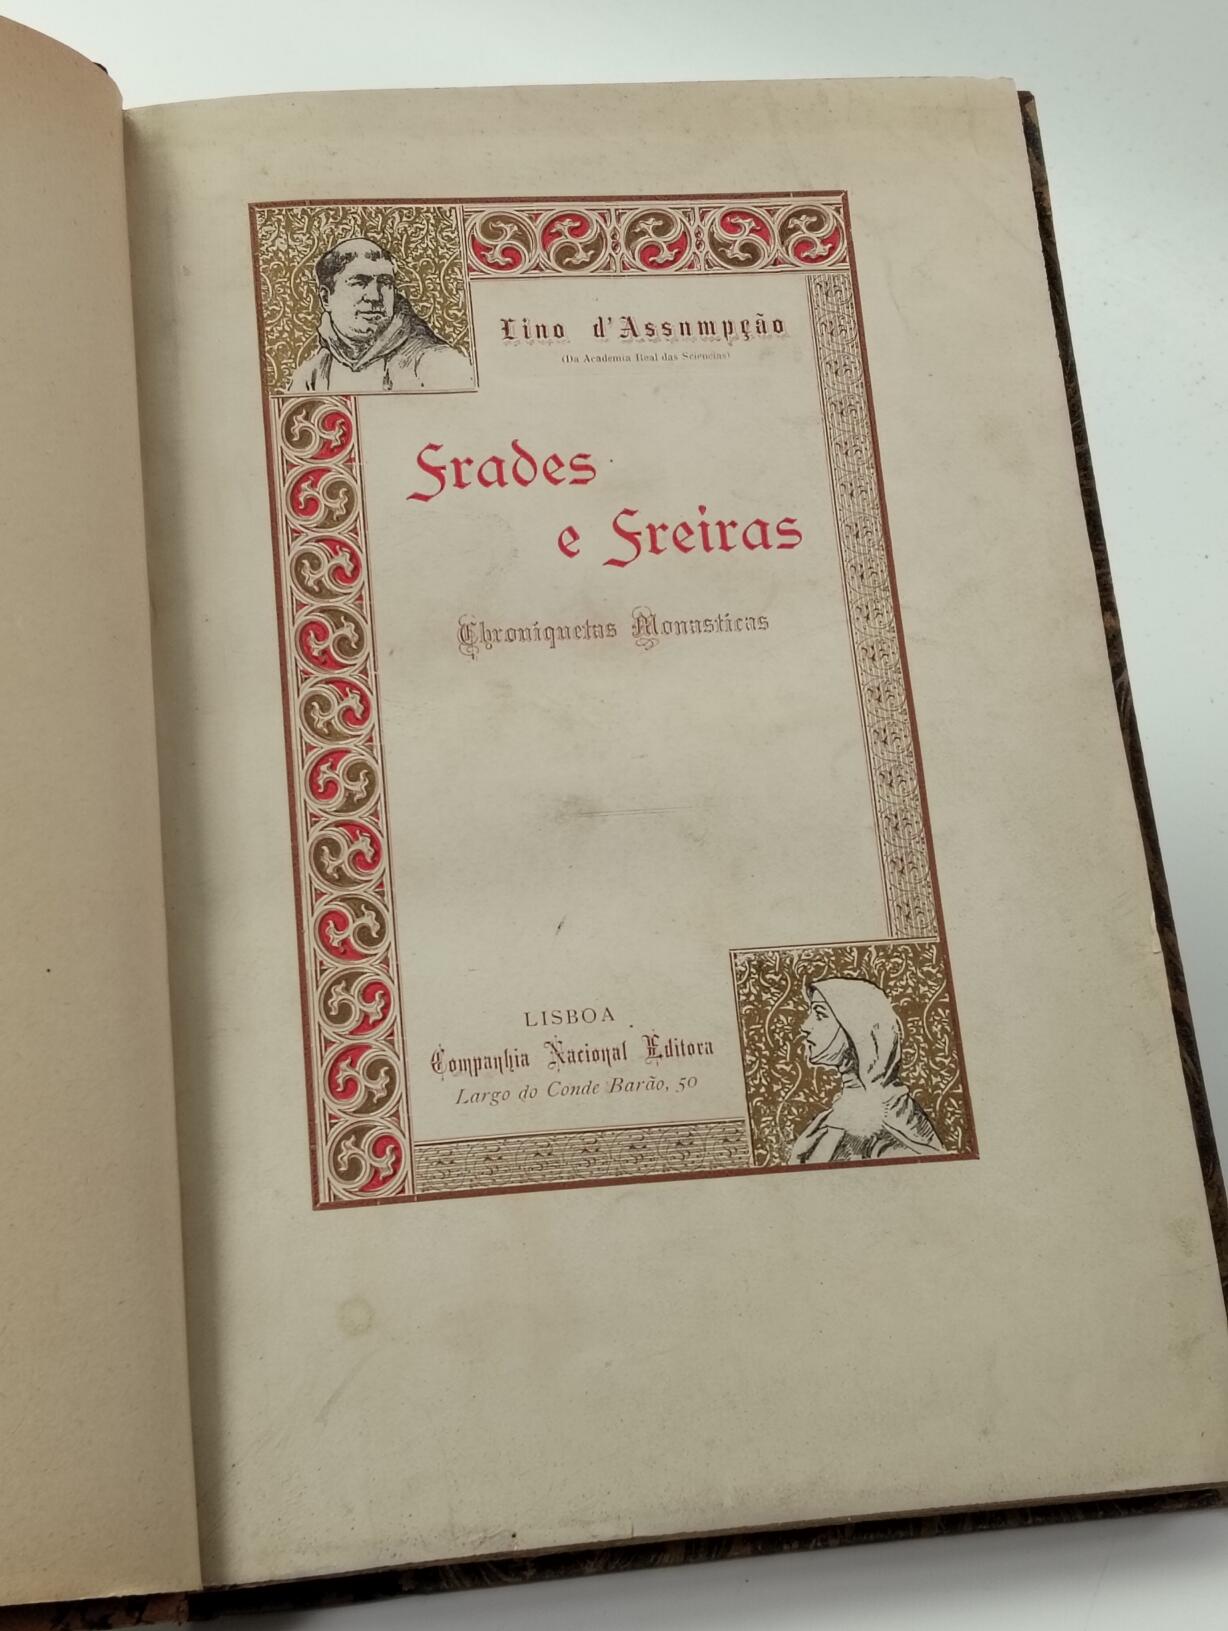 Lino d'Assumpção
(Da Academia Real das Sciencias)
Frades
e Freiras
Chroniquetas Monasticas
LISBOA
Companhia Nacional Editora
Largo do Conde Barão, 50